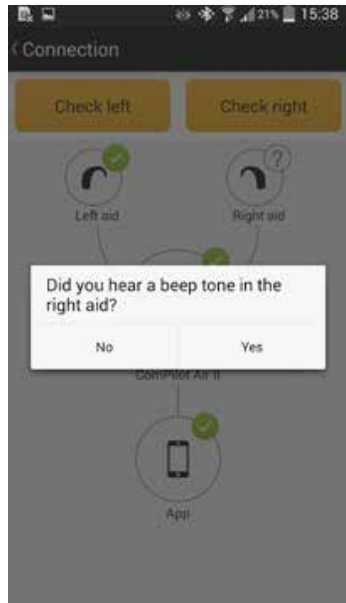 21% 15:38
Connection
Check left Check right
?
Left aid Right aid
Did you hear a beep tone in the
right aid?
No Yes
ComPilot Air II
App